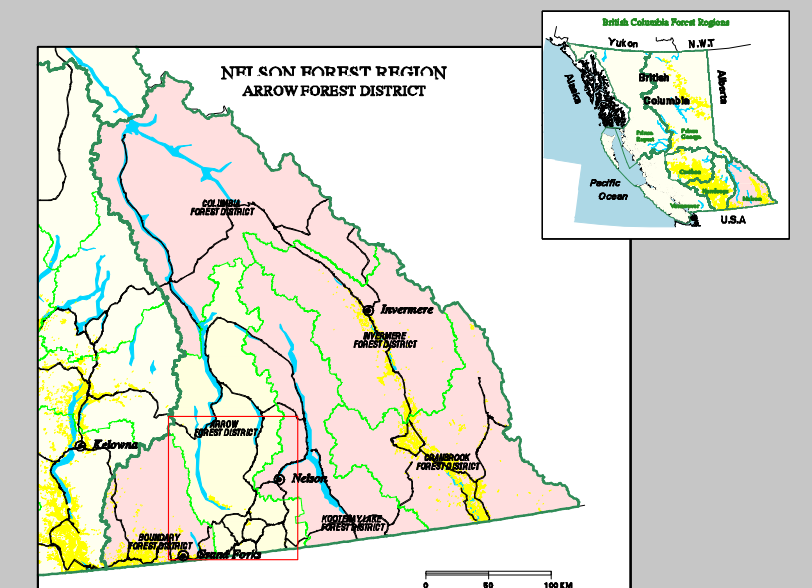 NELSON FOREST REGION
ARROW FOREST DISTRICT
British Columbia Forest Regions
Yukon
N.W.T
Alaska
British
Columbia
Alberta
Prince
Rupert
Prince
George
Cariboo
Kamloops
Nelson
Vancouver
Pacific
Ocean
U.S.A
COLUMBIA
FOREST DISTRICT
Invermere
INVERMERE
FOREST DISTRICT
ARROW
FOREST DISTRICT
Kelowna
CRANBROOK
FOREST DISTRICT
Nelson
KOOTENAY LAKE
FOREST DISTRICT
BOUNDARY
FOREST DISTRICT
Grand Forks
0 50 100 KM